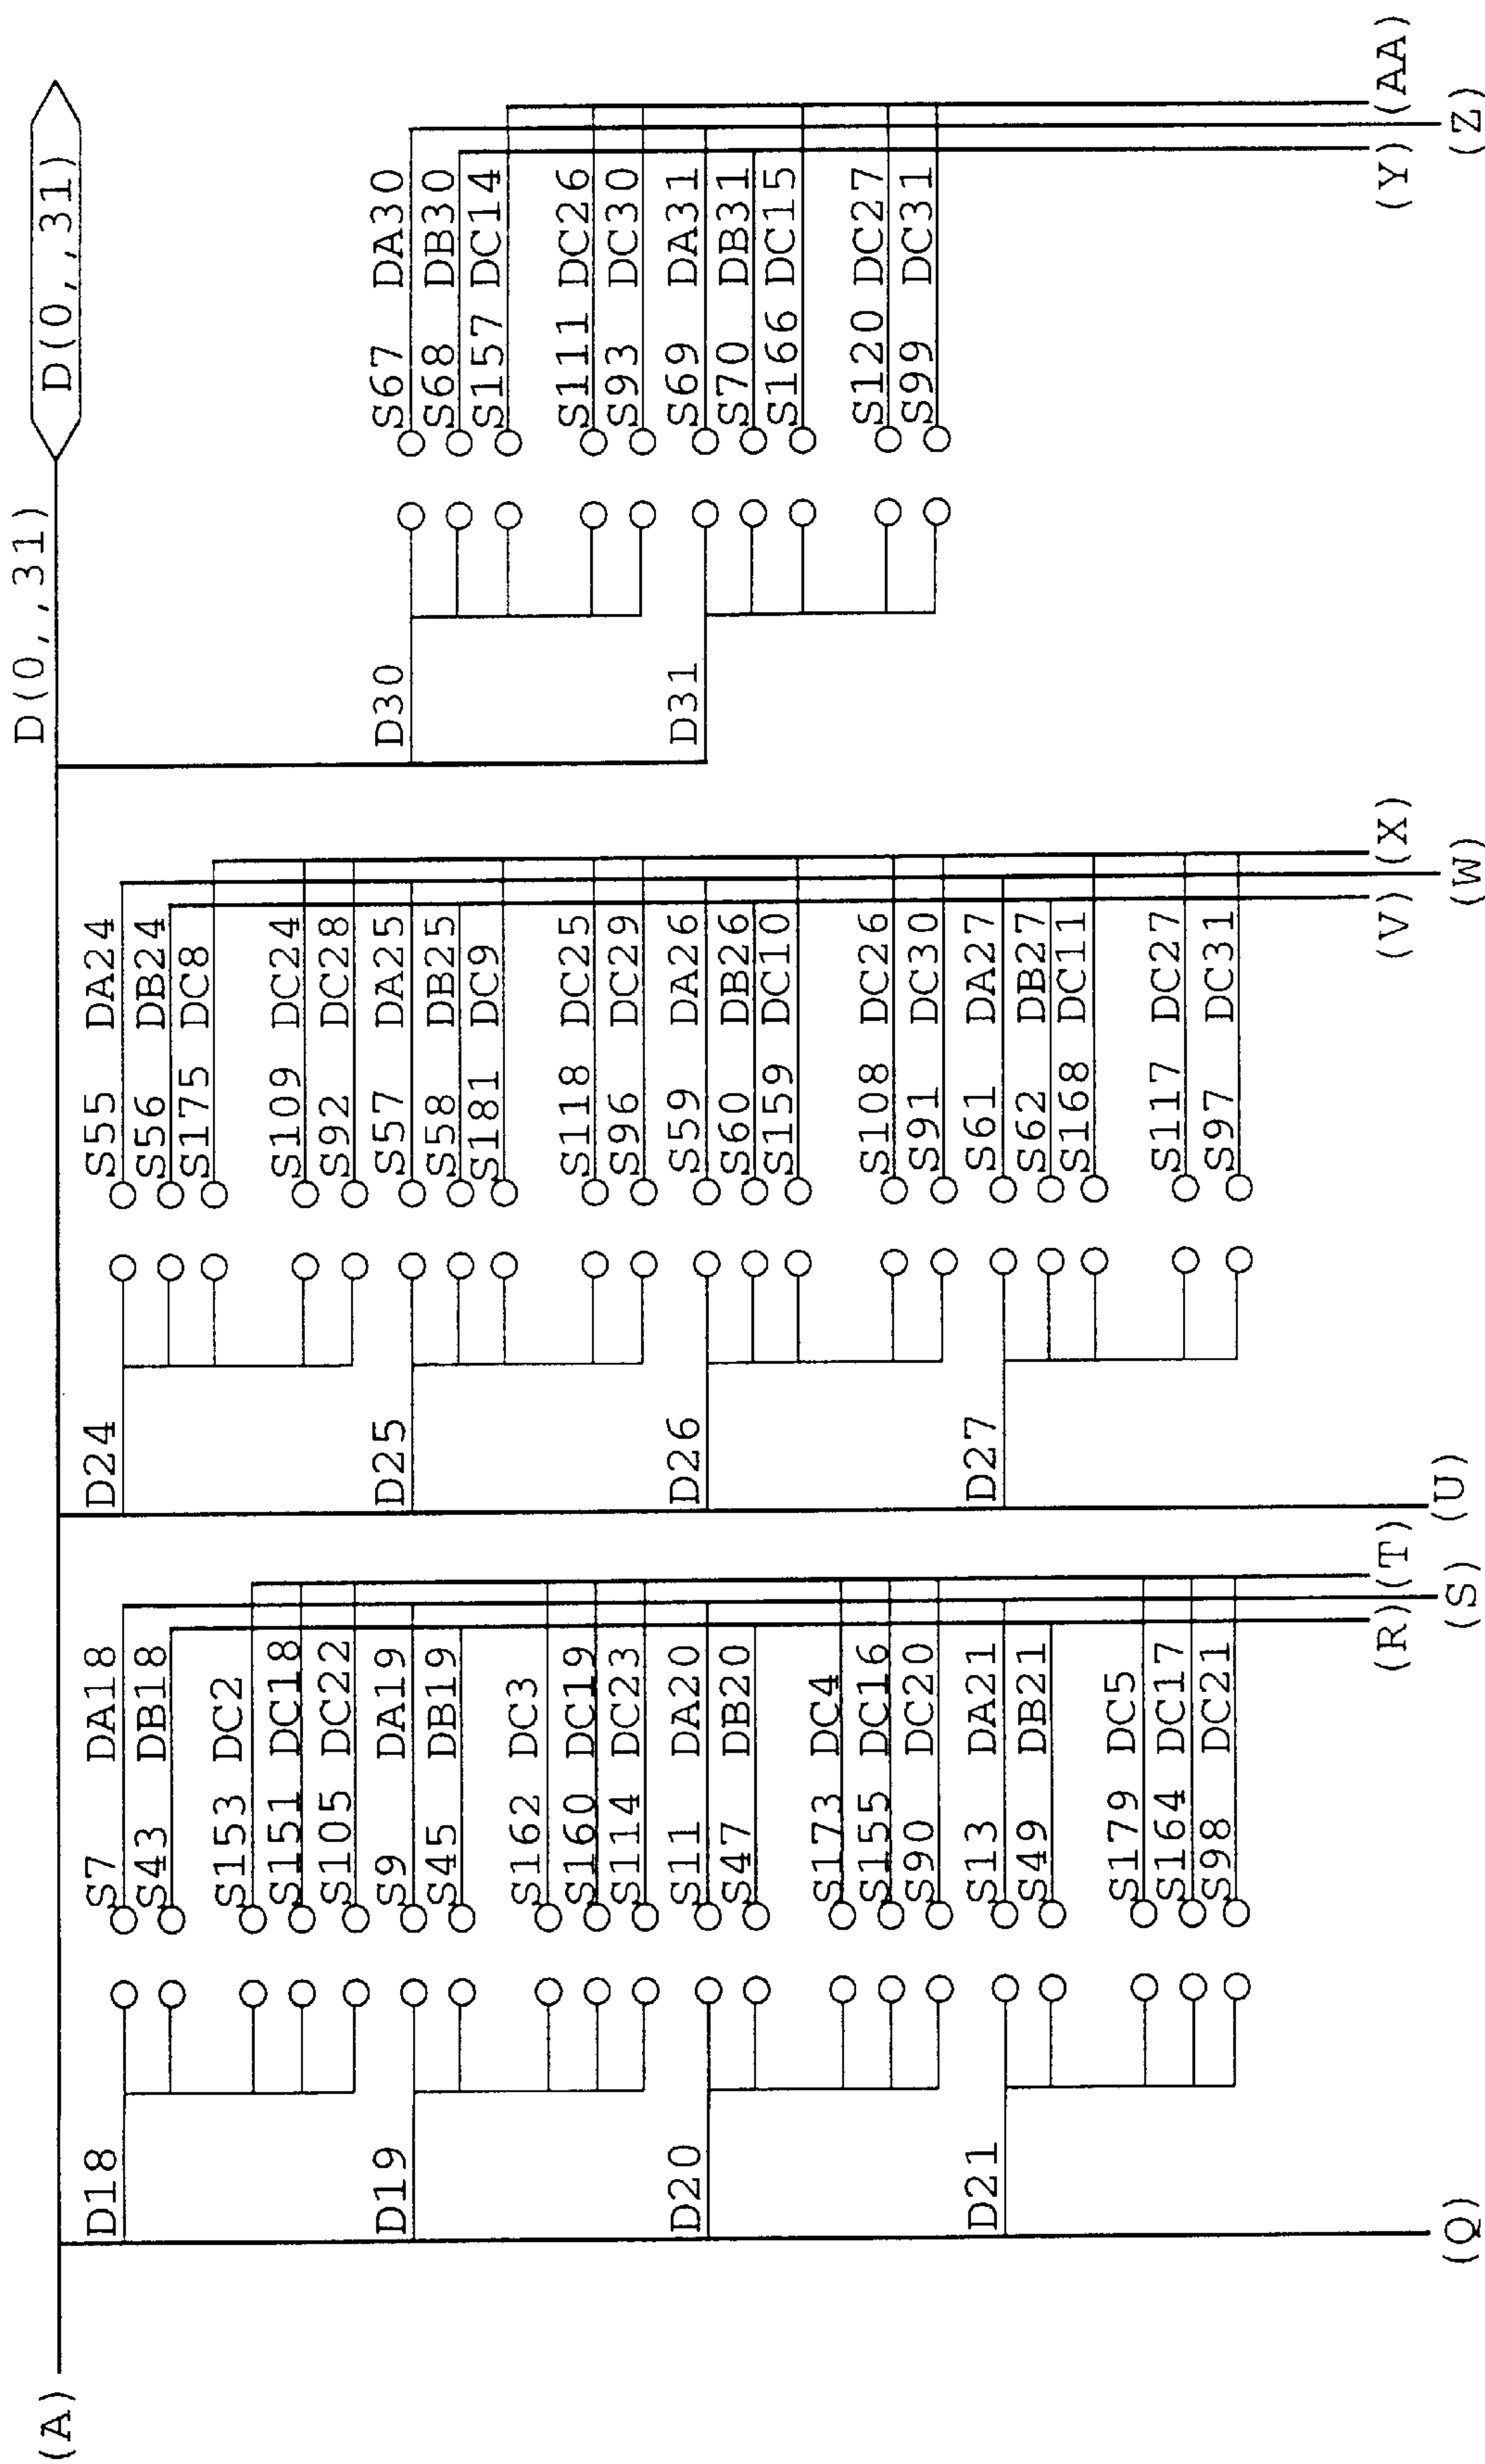 (A)
D(0,,31)
D(0,,31)
D18
S7 DA18
S43 DB18
S153 DC2
S151 DC18
S105 DC22
D19
S9 DA19
S45 DB19
S162 DC3
S160 DC19
S114 DC23
D20
S11 DA20
S47 DB20
S173 DC4
S155 DC16
S90 DC20
D21
S13 DA21
S49 DB21
S179 DC5
S164 DC17
S98 DC21
(Q)
(R)
(S)
(T)
D24
S55 DA24
S56 DB24
S175 DC8
S109 DC24
S92 DC28
D25
S57 DA25
S58 DB25
S181 DC9
S118 DC25
S96 DC29
D26
S59 DA26
S60 DB26
S159 DC10
S108 DC26
S91 DC30
D27
S61 DA27
S62 DB27
S168 DC11
S117 DC27
S97 DC31
(U)
(V)
(W)
(X)
D30
S67 DA30
S68 DB30
S157 DC14
S111 DC26
S93 DC30
D31
S69 DA31
S70 DB31
S166 DC15
S120 DC27
S99 DC31
(Y)
(Z)
(AA)